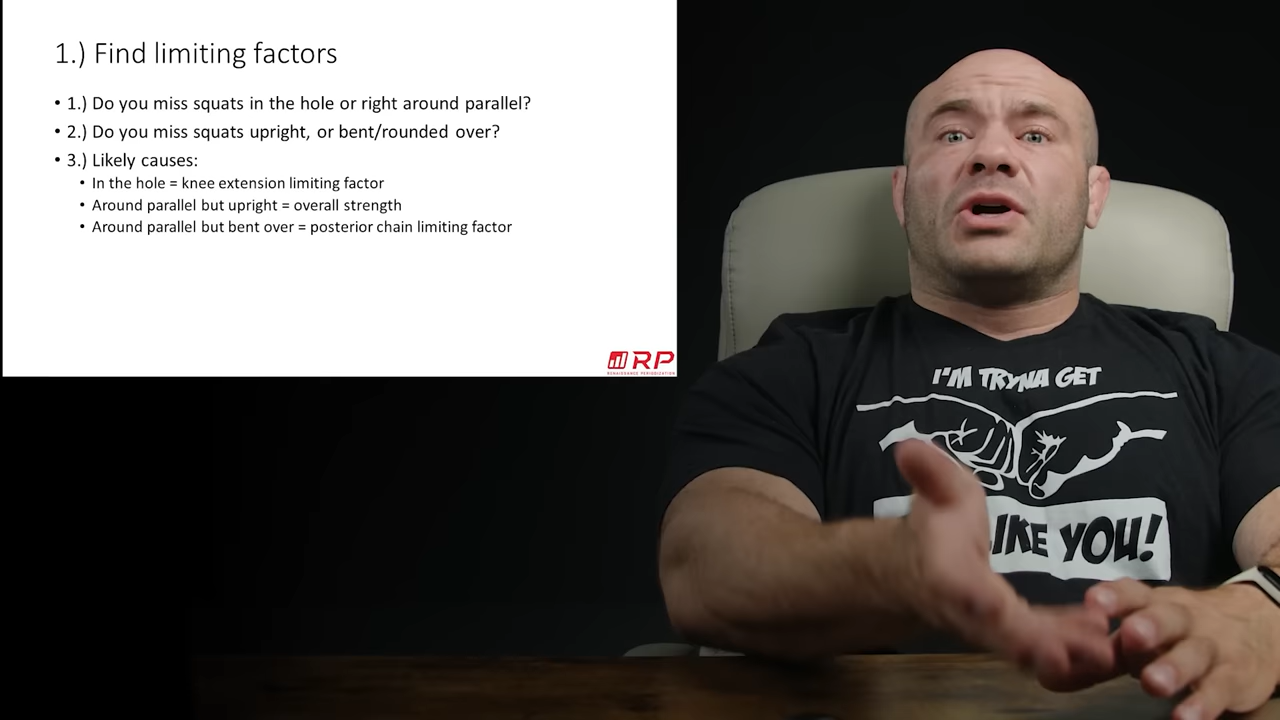 1.) Find limiting factors
• 1.) Do you miss squats in the hole or right around parallel?
• 2.) Do you miss squats upright, or bent/rounded over?
• 3.) Likely causes:
• In the hole = knee extension limiting factor
• Around parallel but upright = overall strength
• Around parallel but bent over = posterior chain limiting factor
RP
RENAISSANCE PERIODIZATION
I'M TRYNA GET
LIKE YOU!